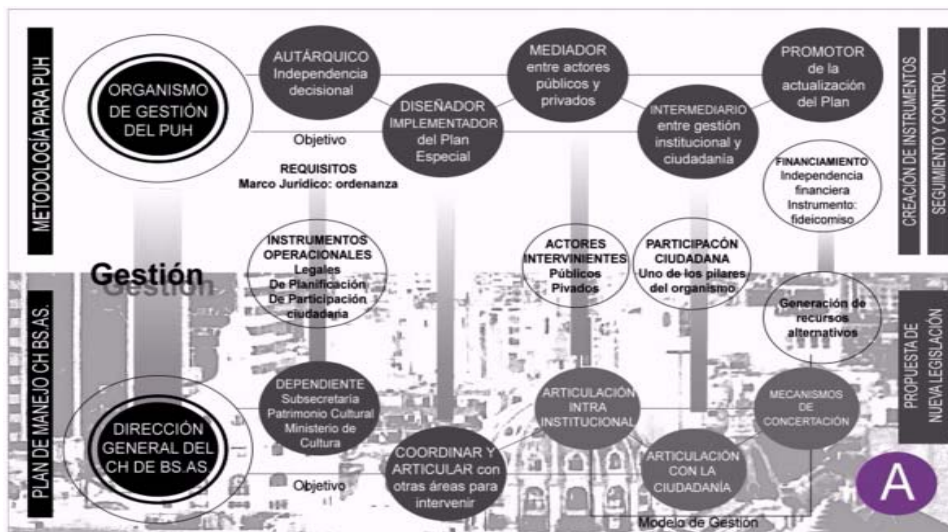 METODOLOGÍA PARA PUH
ORGANISMO
DE GESTIÓN
DEL PUH
AUTÁRQUICO
Independencia
decisional
Objetivo
DISEÑADOR
IMPLEMENTADOR
del Plan
Especial
MEDIADOR
entre actores
públicos y
privados
INTERMEDIARIO
entre gestión
institucional y
ciudadanía
PROMOTOR
de la
actualización
del Plan
CREACIÓN DE INSTRUMENTOS
SEGUIMIENTO Y CONTROL
REQUISITOS
Marco Jurídico: ordenanza
FINANCIAMIENTO
Independencia
financiera
Instrumento:
fideicomiso
Gestión
INSTRUMENTOS
OPERACIONALES
Legales
De Planificación
De Participación
ciudadana
ACTORES
INTERVINIENTES
Públicos
Pivados
PARTICIPACÓN
CIUDADANA
Uno de los pilares
del organismo
Generación de
recursos
alternativos
PLAN DE MANEJO CH BS.AS.
DIRECCIÓN
GENERAL DEL
CH DE BS.AS.
DEPENDIENTE
Subsecretaría
Patrimonio Cultural
Ministerio de
Cultura
Objetivo
COORDINAR Y
ARTICULAR con
otras áreas para
intervenir
ARTICULACIÓN
INTRA
INSTITUCIONAL
ARTICULACIÓN
CON LA
CIUDADANÍA
MECANISMOS DE
CONCERTACIÓN
Modelo de Gestión
PROPUESTA DE
NUEVA LEGISLACIÓN
A